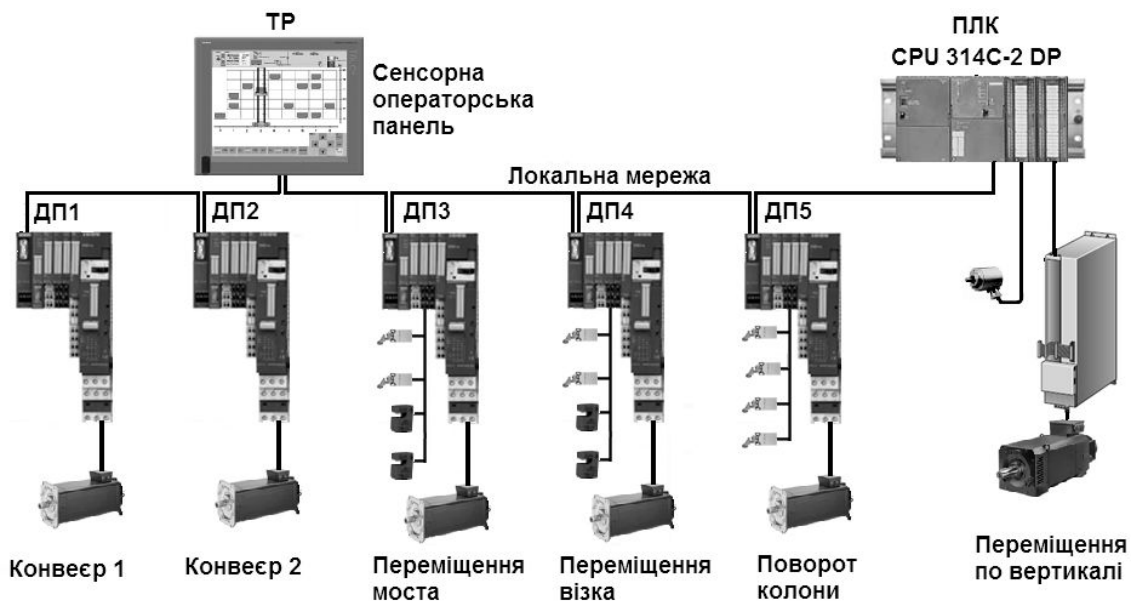 ТР
Сенсорна
операторська
панель
ПЛК
CPU 314C-2 DP
Локальна мережа
ДП1
ДП2
ДП3
ДП4
ДП5
Конвеєр 1
Конвеєр 2
Переміщення
моста
Переміщення
візка
Поворот
колони
Переміщення
по вертикалі